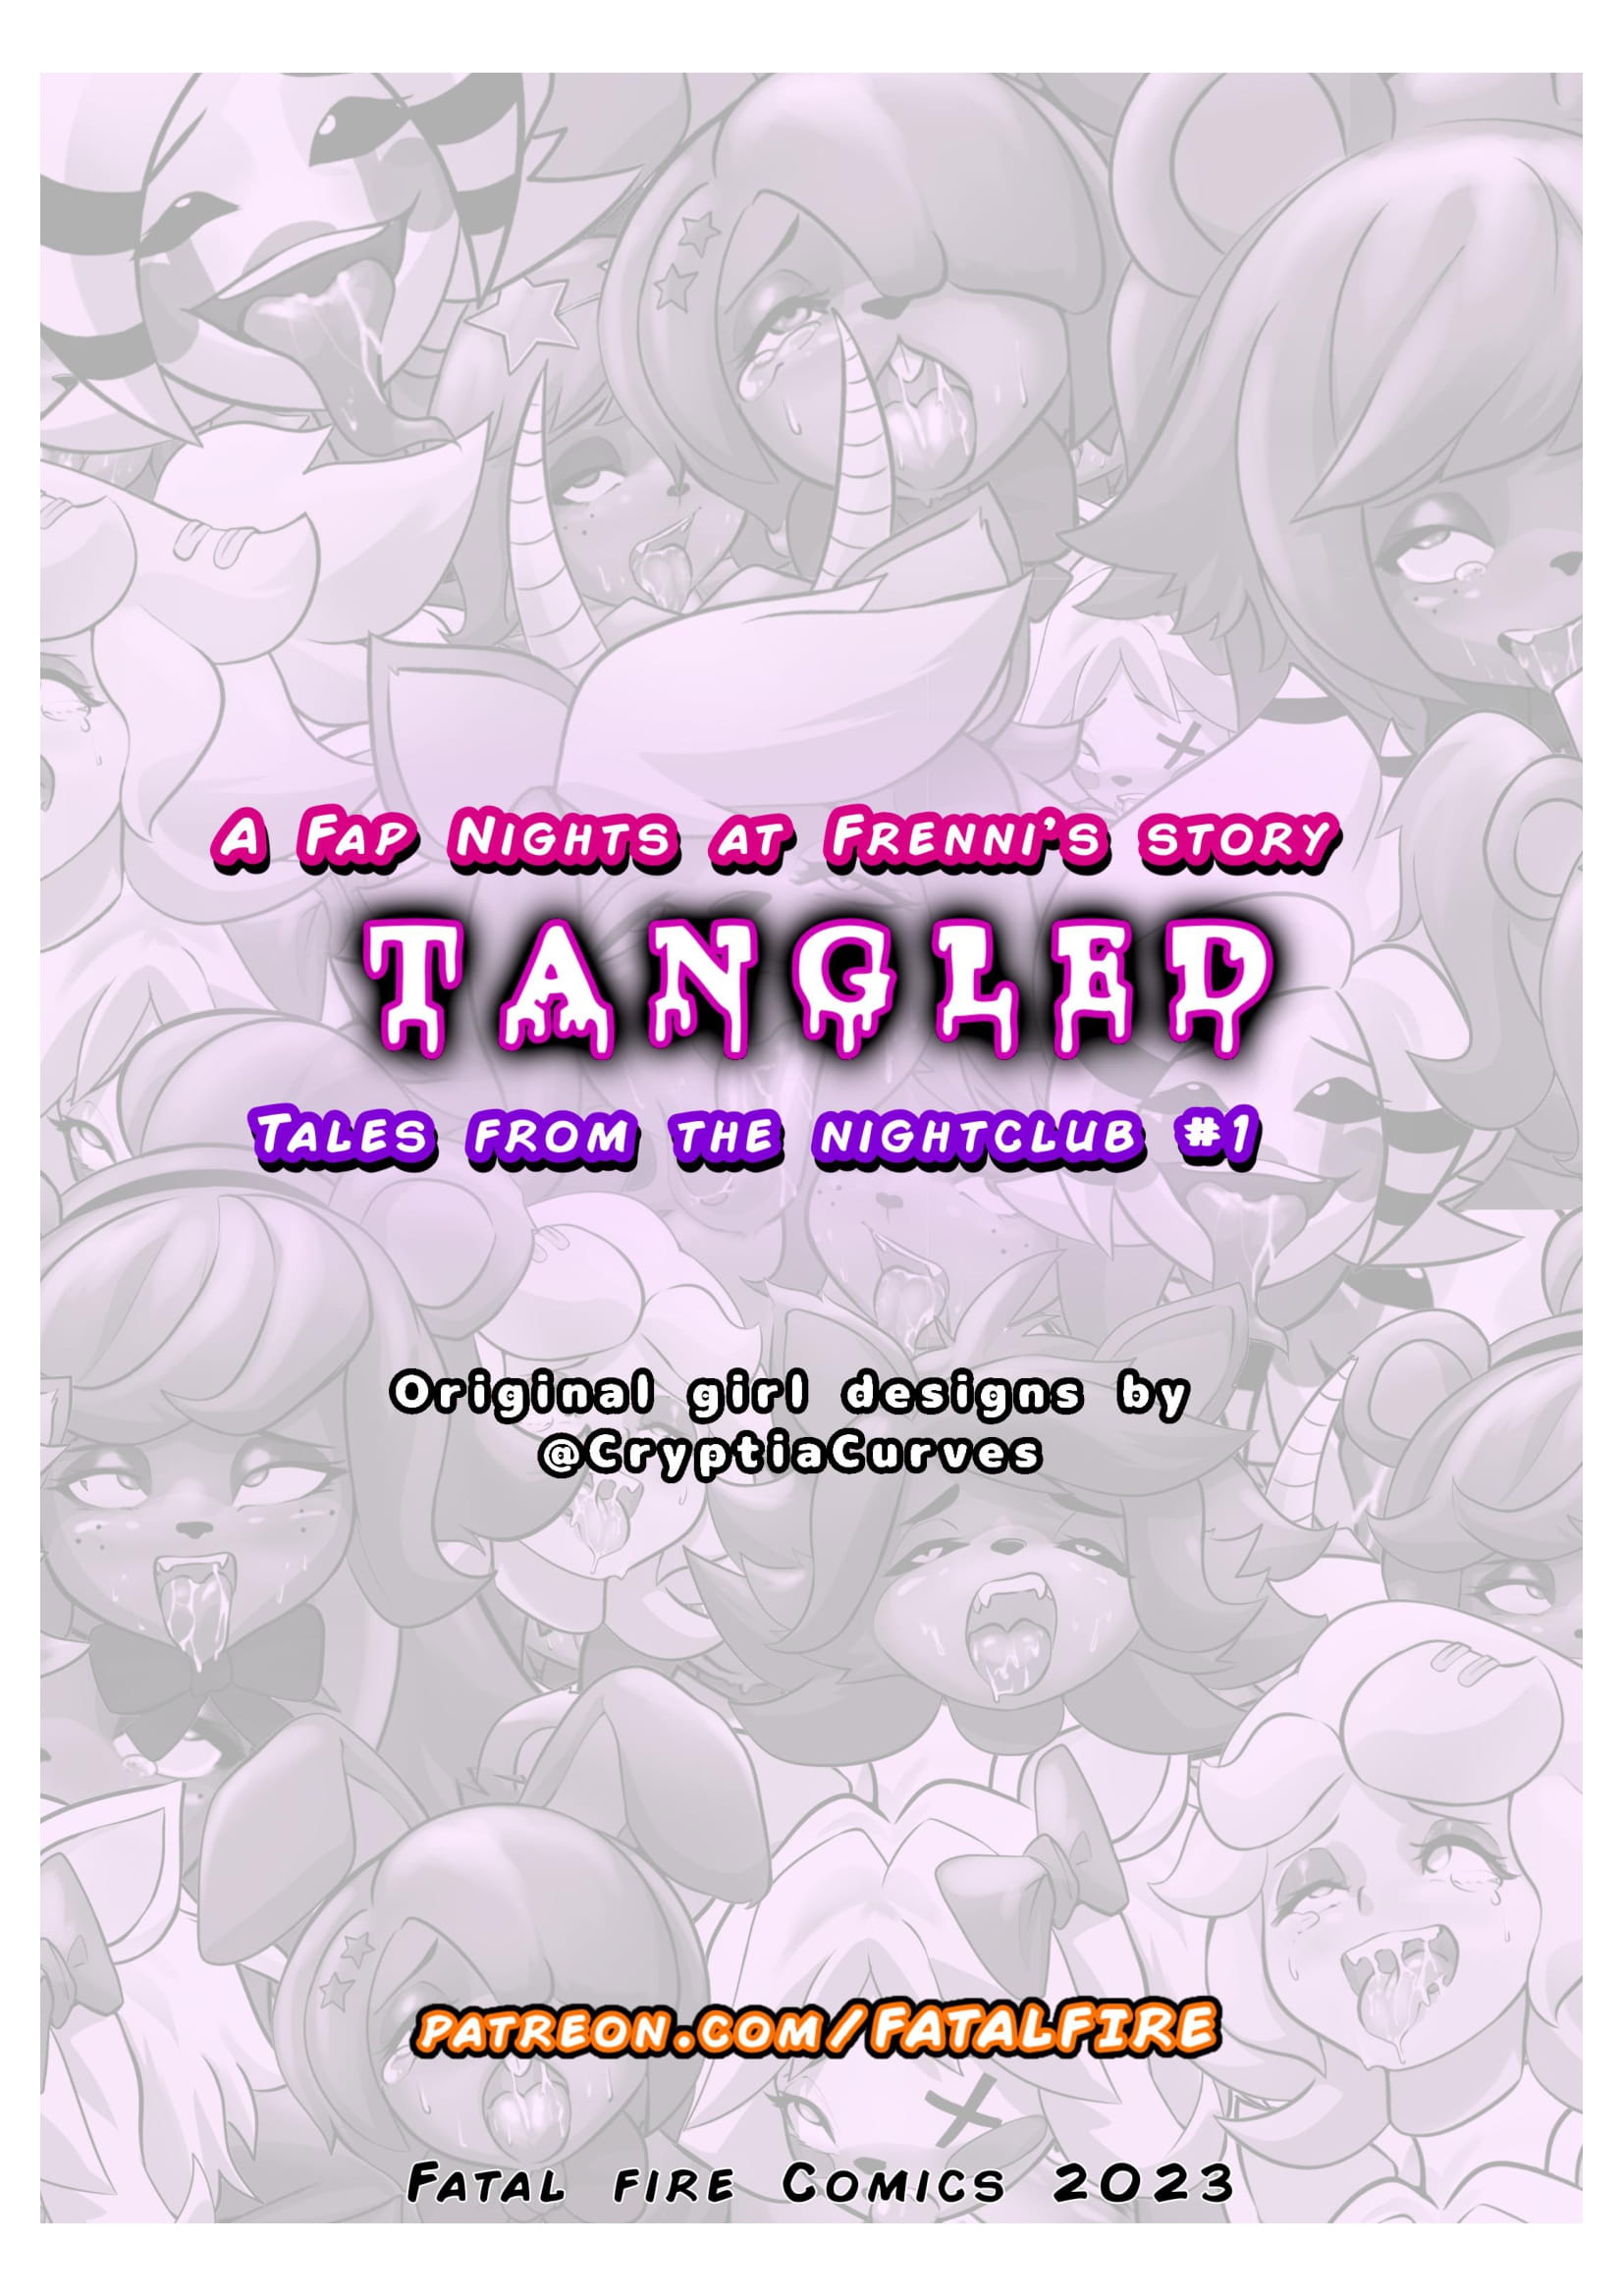 A Fap Nights at Frenni's story
TANGLED
Tales from the nightclub #1
Original girl designs by
@CryptiaCurves
patreon.com/FATALFIRE
Fatal fire Comics 2023